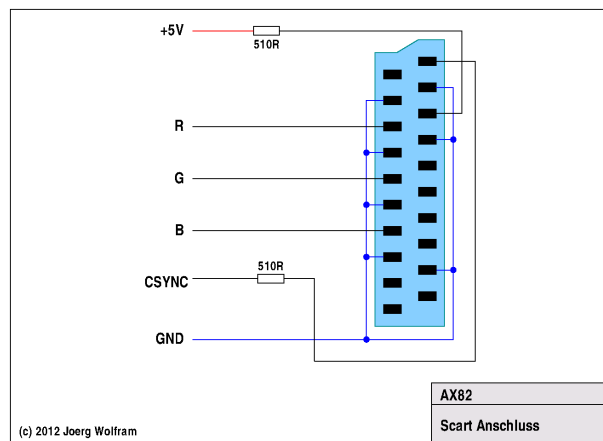 +5V
510R
R
G
B
510R
CSYNC
GND
AX82
Scart Anschluss
(c) 2012 Joerg Wolfram